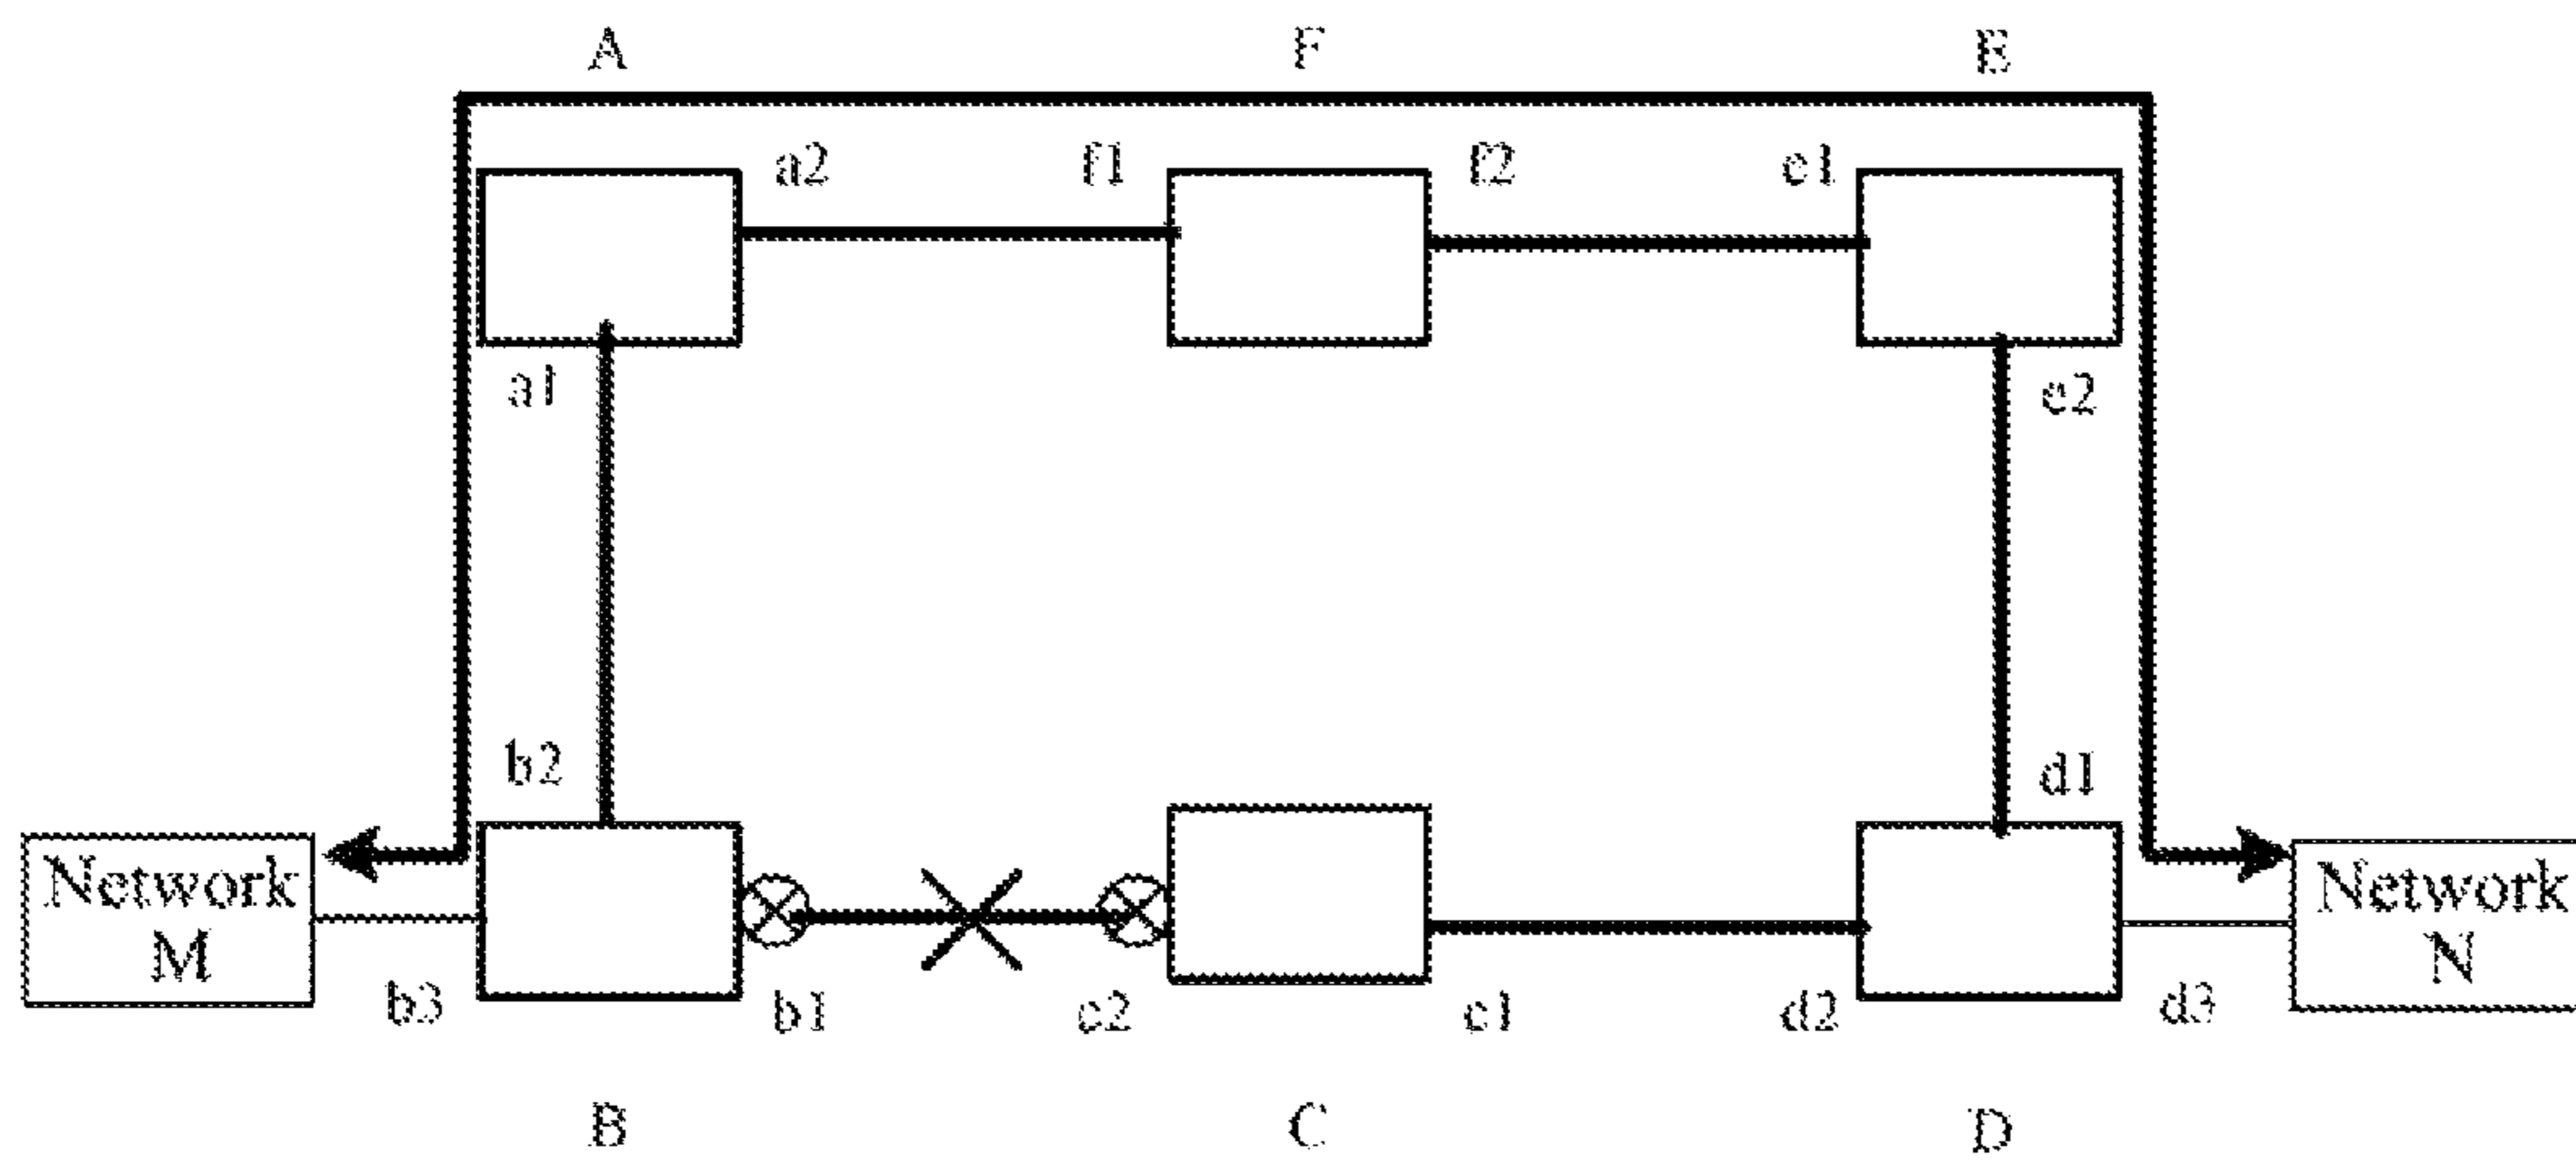 A F E
a2 f1 f2 e1
a1 e2
b2 d1
Network
M
Network
N
b3 b1 c2 c1 d2 d3
B C D